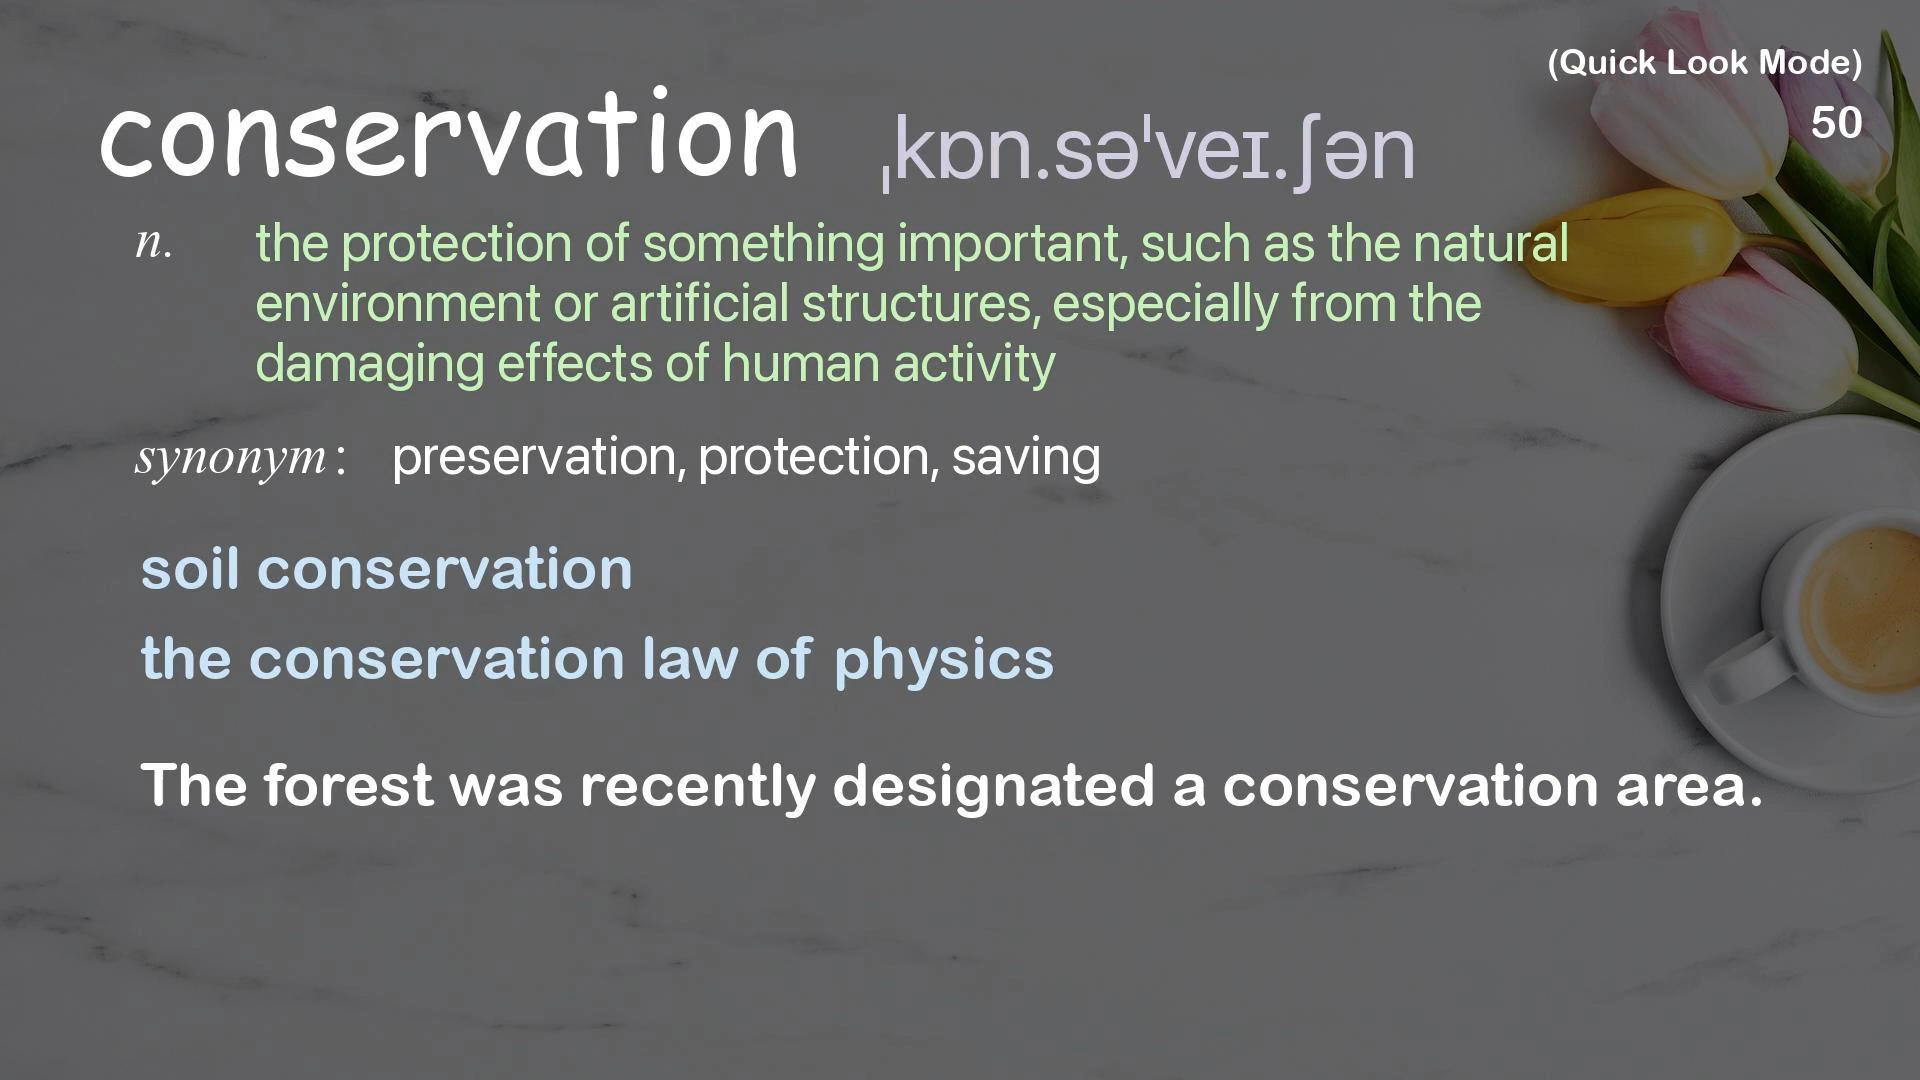 (Quick Look Mode)
50
conservation ˌkɒn.səˈveɪ.ʃən
n. the protection of something important, such as the natural
environment or artificial structures, especially from the
damaging effects of human activity
synonym: preservation, protection, saving
soil conservation
the conservation law of physics
The forest was recently designated a conservation area.